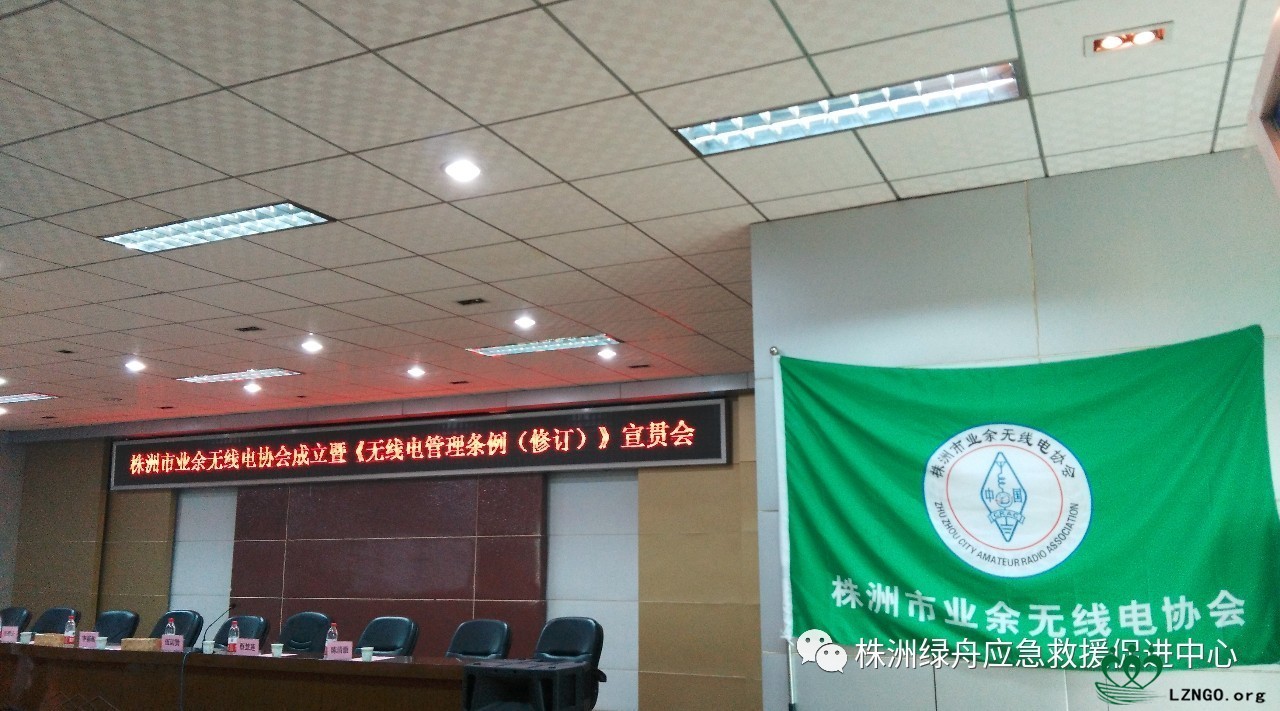 株洲市业余无线电协会成立暨《无线电管理条例（修订）》宣贯会
株洲市业余无线电协会
中国
CRAC
ZHU ZHOU CITY AMATEUR RADIO ASSOCIATION
株洲市业余无线电协会
株洲绿舟应急救援促进中心
LZNGO.org